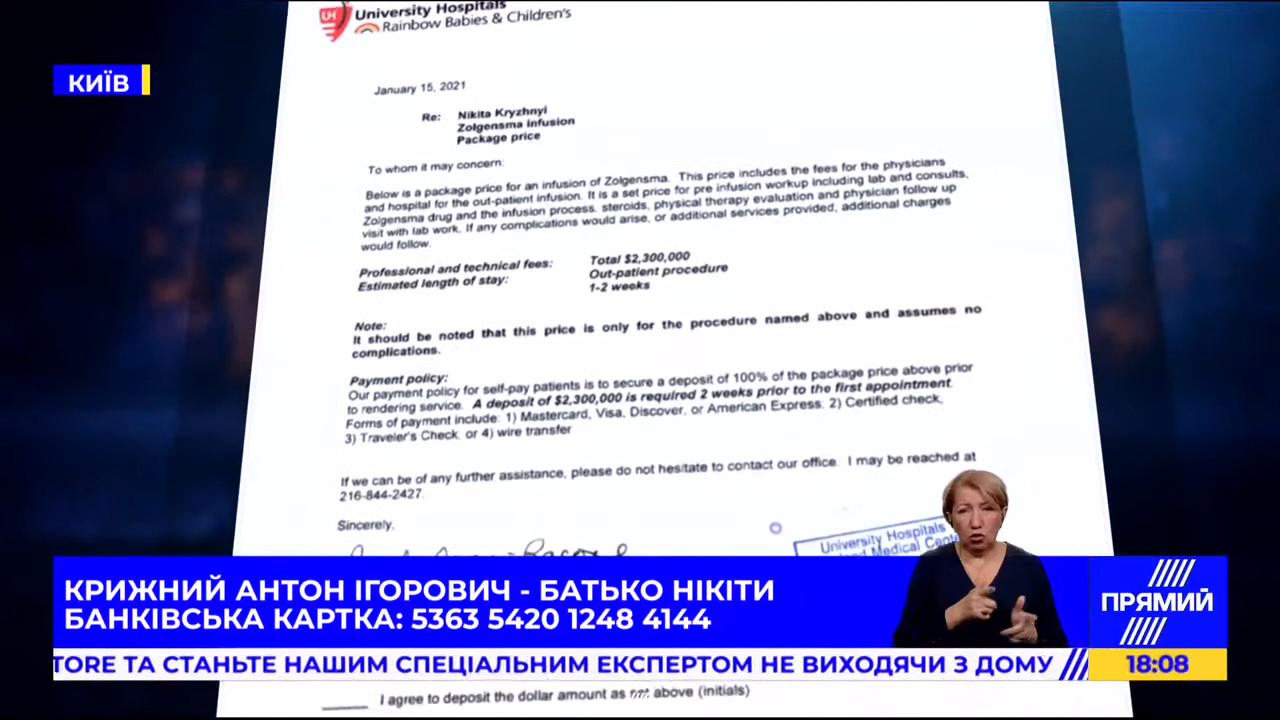 University Hospitals
Rainbow Babies & Children's
КИЇВ
January 15, 2021
Re: Nikita Kryzhnyi
Zolgensma infusion
Package price
To whom it may concern:
Below is a package price for an infusion of Zolgensma. This price includes the fees for the physicians
and hospital for the out-patient infusion. It is a set price for pre infusion workup including lab and consults,
Zolgensma drug and the infusion process, steroids, physical therapy evaluation and physician follow up
visit with lab work. If any complications would arise, or additional services provided, additional charges
would follow.
Professional and technical fees: Total $2,300,000
Estimated length of stay: Out-patient procedure
1-2 weeks
Note:
It should be noted that this price is only for the procedure named above and assumes no
complications.
Payment policy:
Our payment policy for self-pay patients is to secure a deposit of 100% of the package price above prior
to rendering service. A deposit of $2,300,000 is required 2 weeks prior to the first appointment.
Forms of payment include: 1) Mastercard, Visa, Discover, or American Express. 2) Certified check,
3) Traveler's Check. or 4) wire transfer
If we can be of any further assistance, please do not hesitate to contact our office. I may be reached at
216-844-2427.
Sincerely,
University Hospitals
Medical
КРИЖНИЙ АНТОН ІГОРОВИЧ - БАТЬКО НІКІТИ
БАНКІВСЬКА КАРТКА: 5363 5420 1248 4144
ПРЯМИЙ
TORE ТА СТАНЬТЕ НАШИМ СПЕЦІАЛЬНИМ ЕКСПЕРТОМ НЕ ВИХОДЯЧИ З ДОМУ
18:08
I agree to deposit the dollar amount as above (initials)